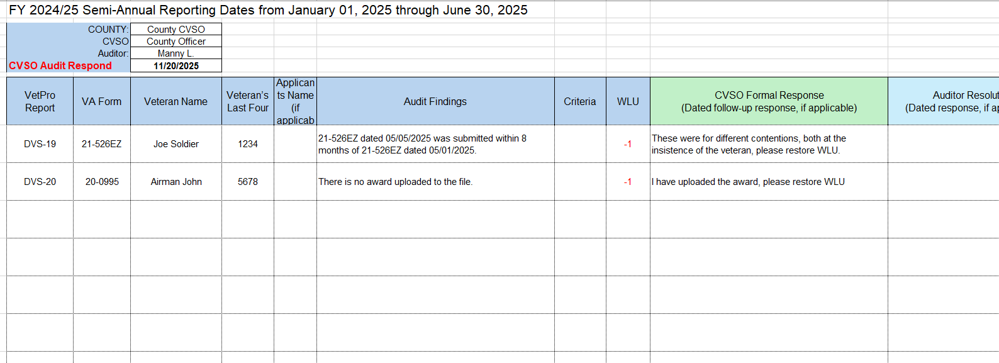 FY 2024/25 Semi-Annual Reporting Dates from January 01, 2025 through June 30, 2025
COUNTY: County CVSO
CVSO County Officer
Auditor: Manny L.
CVSO Audit Respond 11/20/2025
VetPro
Report
VA Form
Veteran Name
Veteran's
Last Four
Applican
ts Name
(if
applicab
Audit Findings
Criteria
WLU
CVSO Formal Response
(Dated follow-up response, if applicable)
Auditor Resolut
(Dated response, if ap
DVS-19
21-526EZ
Joe Soldier
1234
21-526EZ dated 05/05/2025 was submitted within 8
months of 21-526EZ dated 05/01/2025.
-1
These were for different contentions, both at the
insistence of the veteran, please restore WLU.
DVS-20
20-0995
Airman John
5678
There is no award uploaded to the file.
-1
I have uploaded the award, please restore WLU